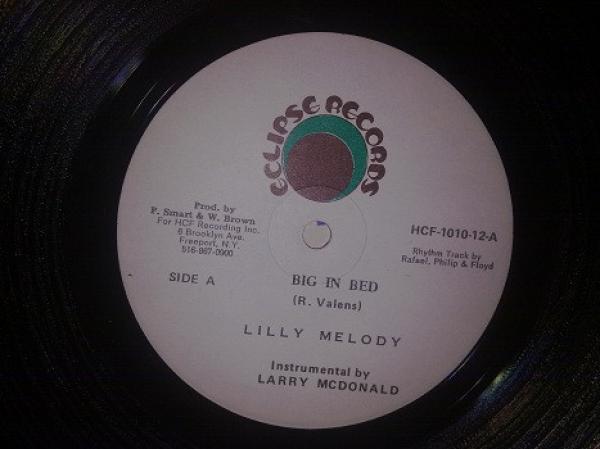 ECLIPSE RECORDS
Prod. by
P. Smart & W. Brown
For HCF Recording Inc.
6 Brooklyn Ave.
Freeport, N.Y.
516-867-0900
HCF-1010-12-A
Rhythm Track by
Rafael, Philip & Floyd
SIDE A
BIG IN BED
(R. Valens)
LILLY MELODY
Instrumental by
LARRY MCDONALD